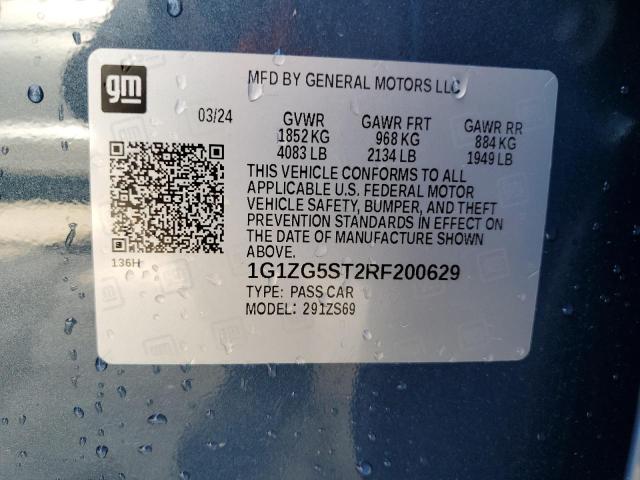 gm
MFD BY GENERAL MOTORS LLC
03/24 GVWR GAWR FRT GAWR RR
1852 KG 968 KG 884 KG
4083 LB 2134 LB 1949 LB
THIS VEHICLE CONFORMS TO ALL
APPLICABLE U.S. FEDERAL MOTOR
VEHICLE SAFETY, BUMPER, AND THEFT
PREVENTION STANDARDS IN EFFECT ON
THE DATE OF MANUFACTURE SHOWN
ABOVE.
136H
1G1ZG5ST2RF200629
TYPE: PASS CAR
MODEL: 291ZS69